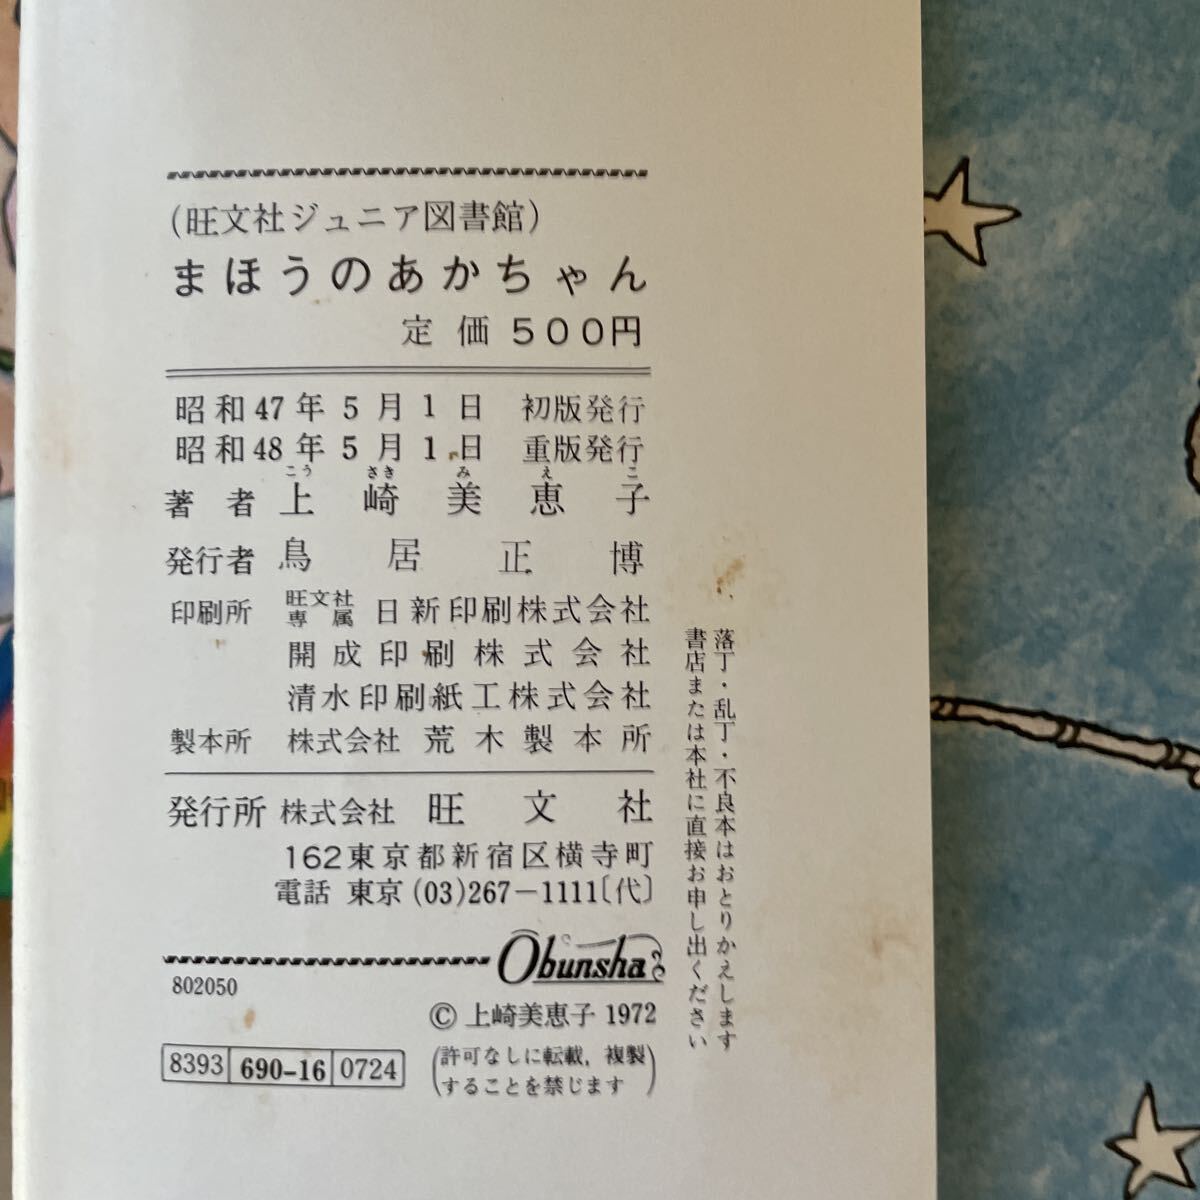 (旺文社ジュニア図書館)
まほうのあかちゃん
定価 500円
昭和47年5月1日 初版発行
昭和48年5月1日 重版発行
こうさきみえこ
著者 上崎美恵子
発行者 鳥居正博
印刷所 旺文社専属 日新印刷株式会社
開成印刷株式会社
清水印刷紙工株式会社
製本所 株式会社 荒木製本所
発行所 株式会社 旺文社
162東京都新宿区横寺町
電話 東京(03)267-1111〔代〕
Obunsha
802050
© 上崎美恵子 1972
8393 690-16 0724
(許可なしに転載,複製
することを禁じます)
落丁・乱丁・不良本はおとりかえします
書店または本社に直接お申し出ください